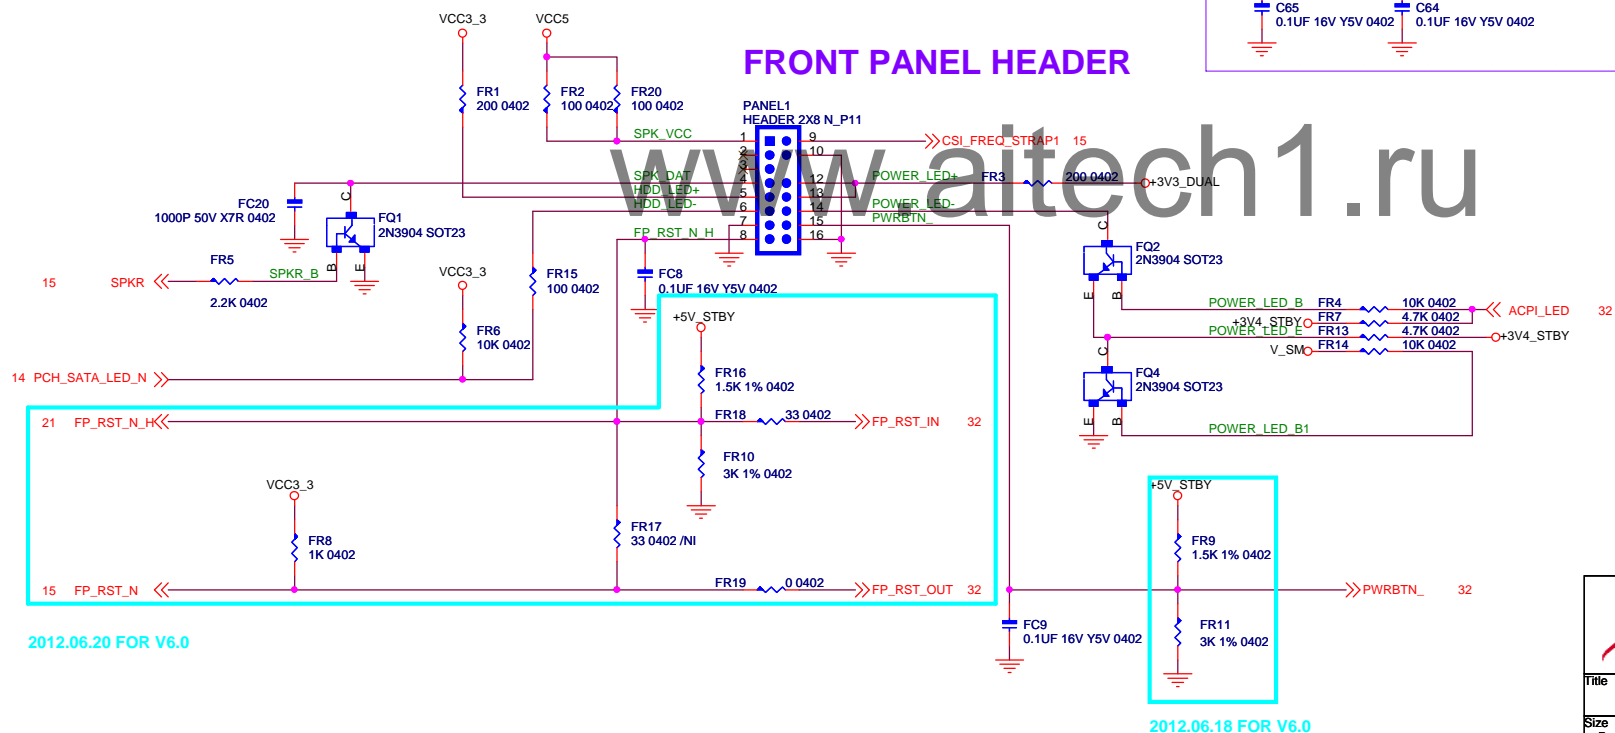 VCC3_3
VCC5
C65
0.1UF 16V Y5V 0402
C64
0.1UF 16V Y5V 0402
FRONT PANEL HEADER
FR1
200 0402
FR2
100 0402
FR20
100 0402
PANEL1
HEADER 2X8 N_P11
SPK_VCC
1
9
CSI_FREQ_STRAP1 15
2
10
3
SPK_DAT
4
12
POWER_LED+
FR3
200 0402
+3V3_DUAL
HDD_LED+
5
13
HDD_LED-
6
14
POWER_LED-
7
15
PWRBTN_
FP_RST_N_H
8
16
www.aitech1.ru
FC20
1000P 50V X7R 0402
C
FQ1
2N3904 SOT23
B
E
FR5
SPKR_B
15
SPKR
2.2K 0402
VCC3_3
FR15
100 0402
FC8
0.1UF 16V Y5V 0402
C
FQ2
2N3904 SOT23
E
B
POWER_LED_B
FR4
10K 0402
ACPI_LED
32
+3V4_STBY
FR7
4.7K 0402
POWER_LED_E
FR13
4.7K 0402
+3V4_STBY
V_SM
FR14
10K 0402
FR6
10K 0402
+5V_STBY
14 PCH_SATA_LED_N
FR16
1.5K 1% 0402
C
FQ4
2N3904 SOT23
E
B
POWER_LED_B1
21
FP_RST_N_H
FR18
33 0402
FP_RST_IN
32
FR10
3K 1% 0402
VCC3_3
+5V_STBY
FR8
1K 0402
FR17
33 0402 /NI
FR9
1.5K 1% 0402
15
FP_RST_N
FR19
0 0402
FP_RST_OUT
32
PWRBTN_
32
FC9
0.1UF 16V Y5V 0402
FR11
3K 1% 0402
2012.06.20 FOR V6.0
2012.06.18 FOR V6.0
Title
Size